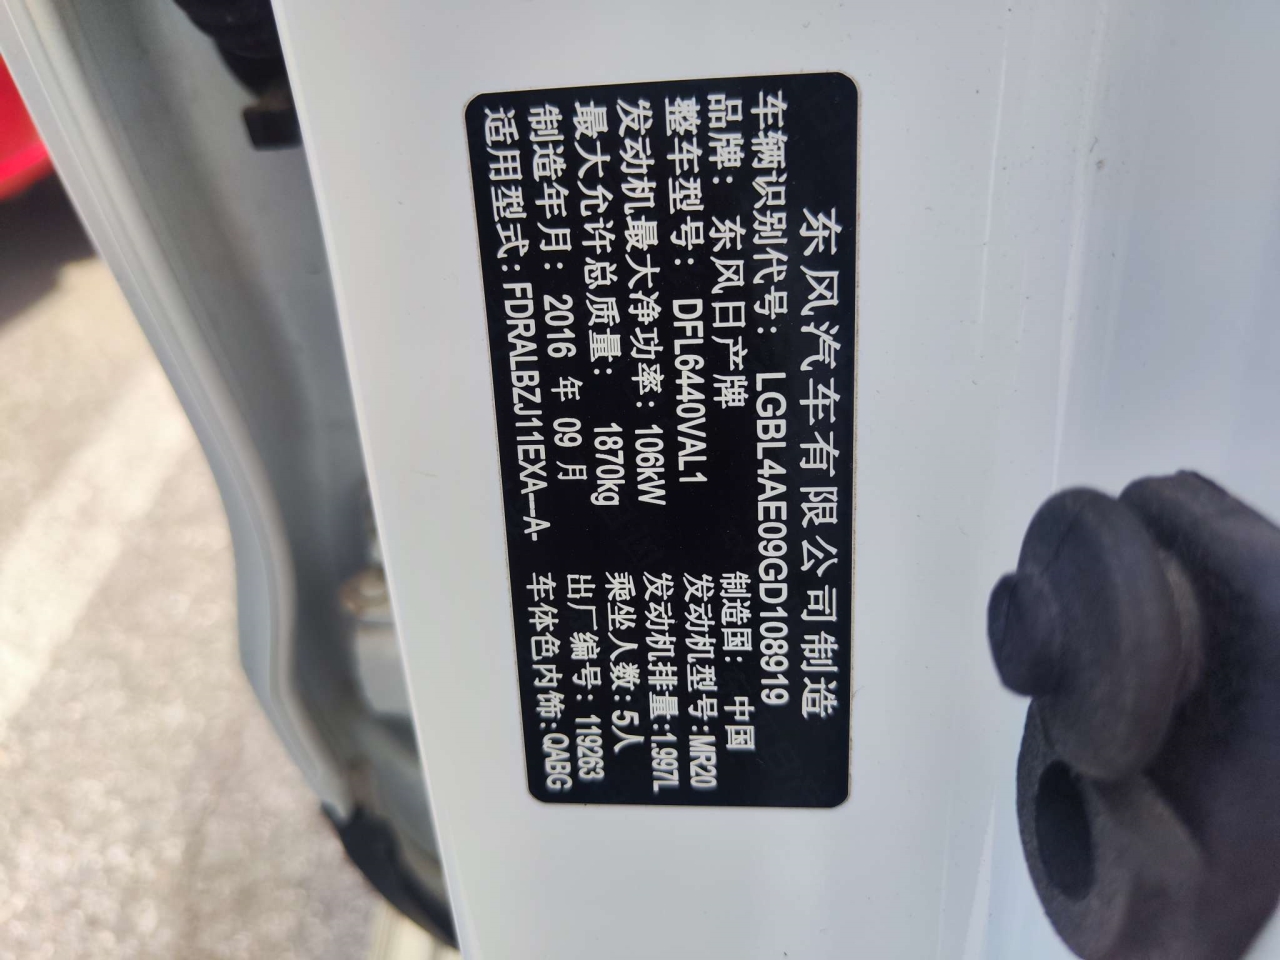 东风汽车有限公司制造
车辆识别代号：LGBL4AE09GD108919
品牌：东风日产牌 制造国：中国
整车型号：DFL6440VAL1 发动机型号：MR20
发动机最大净功率：106kW 发动机排量：1.997L
最大允许总质量：1870kg 乘坐人数：5人
制造年月：2016 年 09 月 出厂编号：119263
适用型式：FDRALBZJ11EXA—A- 车体色内饰：QABG